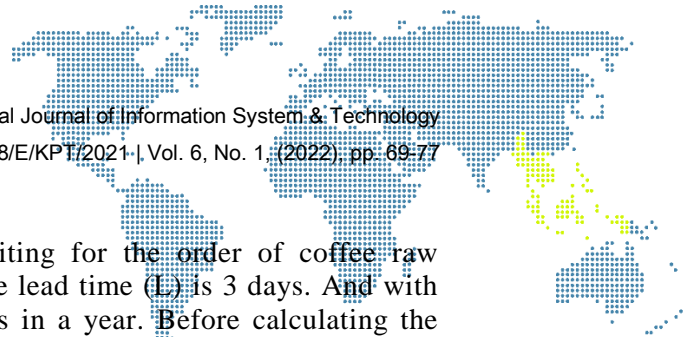 al Journal of Information System & Technology
8/E/KPT/2021 | Vol. 6, No. 1, (2022), pp. 69-77
iting for the order of coffee raw
e lead time (L) is 3 days. And with
s in a year. Before calculating the